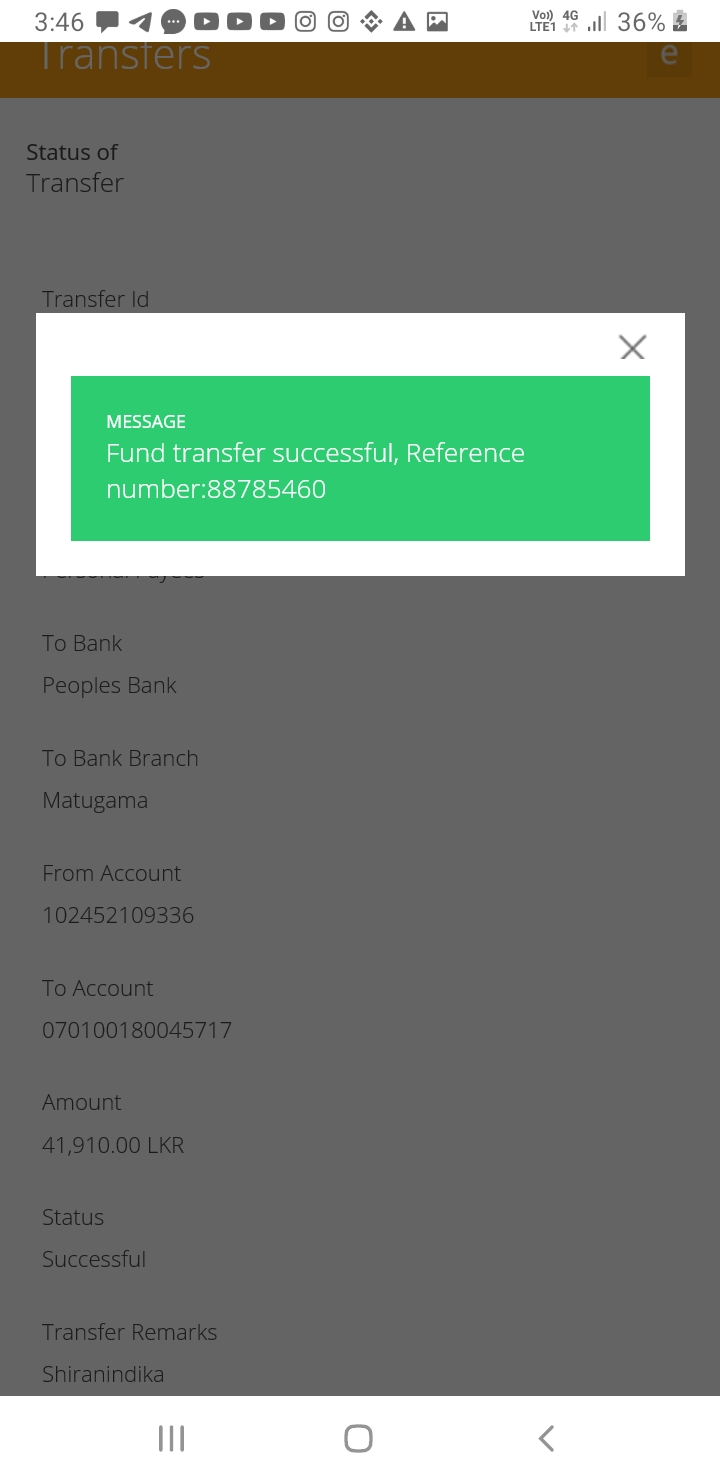 3:46
Vo))
LTE1
4G
36%
Transfers
e
Status of
Transfer
Transfer Id
MESSAGE
Fund transfer successful, Reference
number:88785460
Personal Payees
To Bank
Peoples Bank
To Bank Branch
Matugama
From Account
102452109336
To Account
070100180045717
Amount
41,910.00 LKR
Status
Successful
Transfer Remarks
Shiranindika